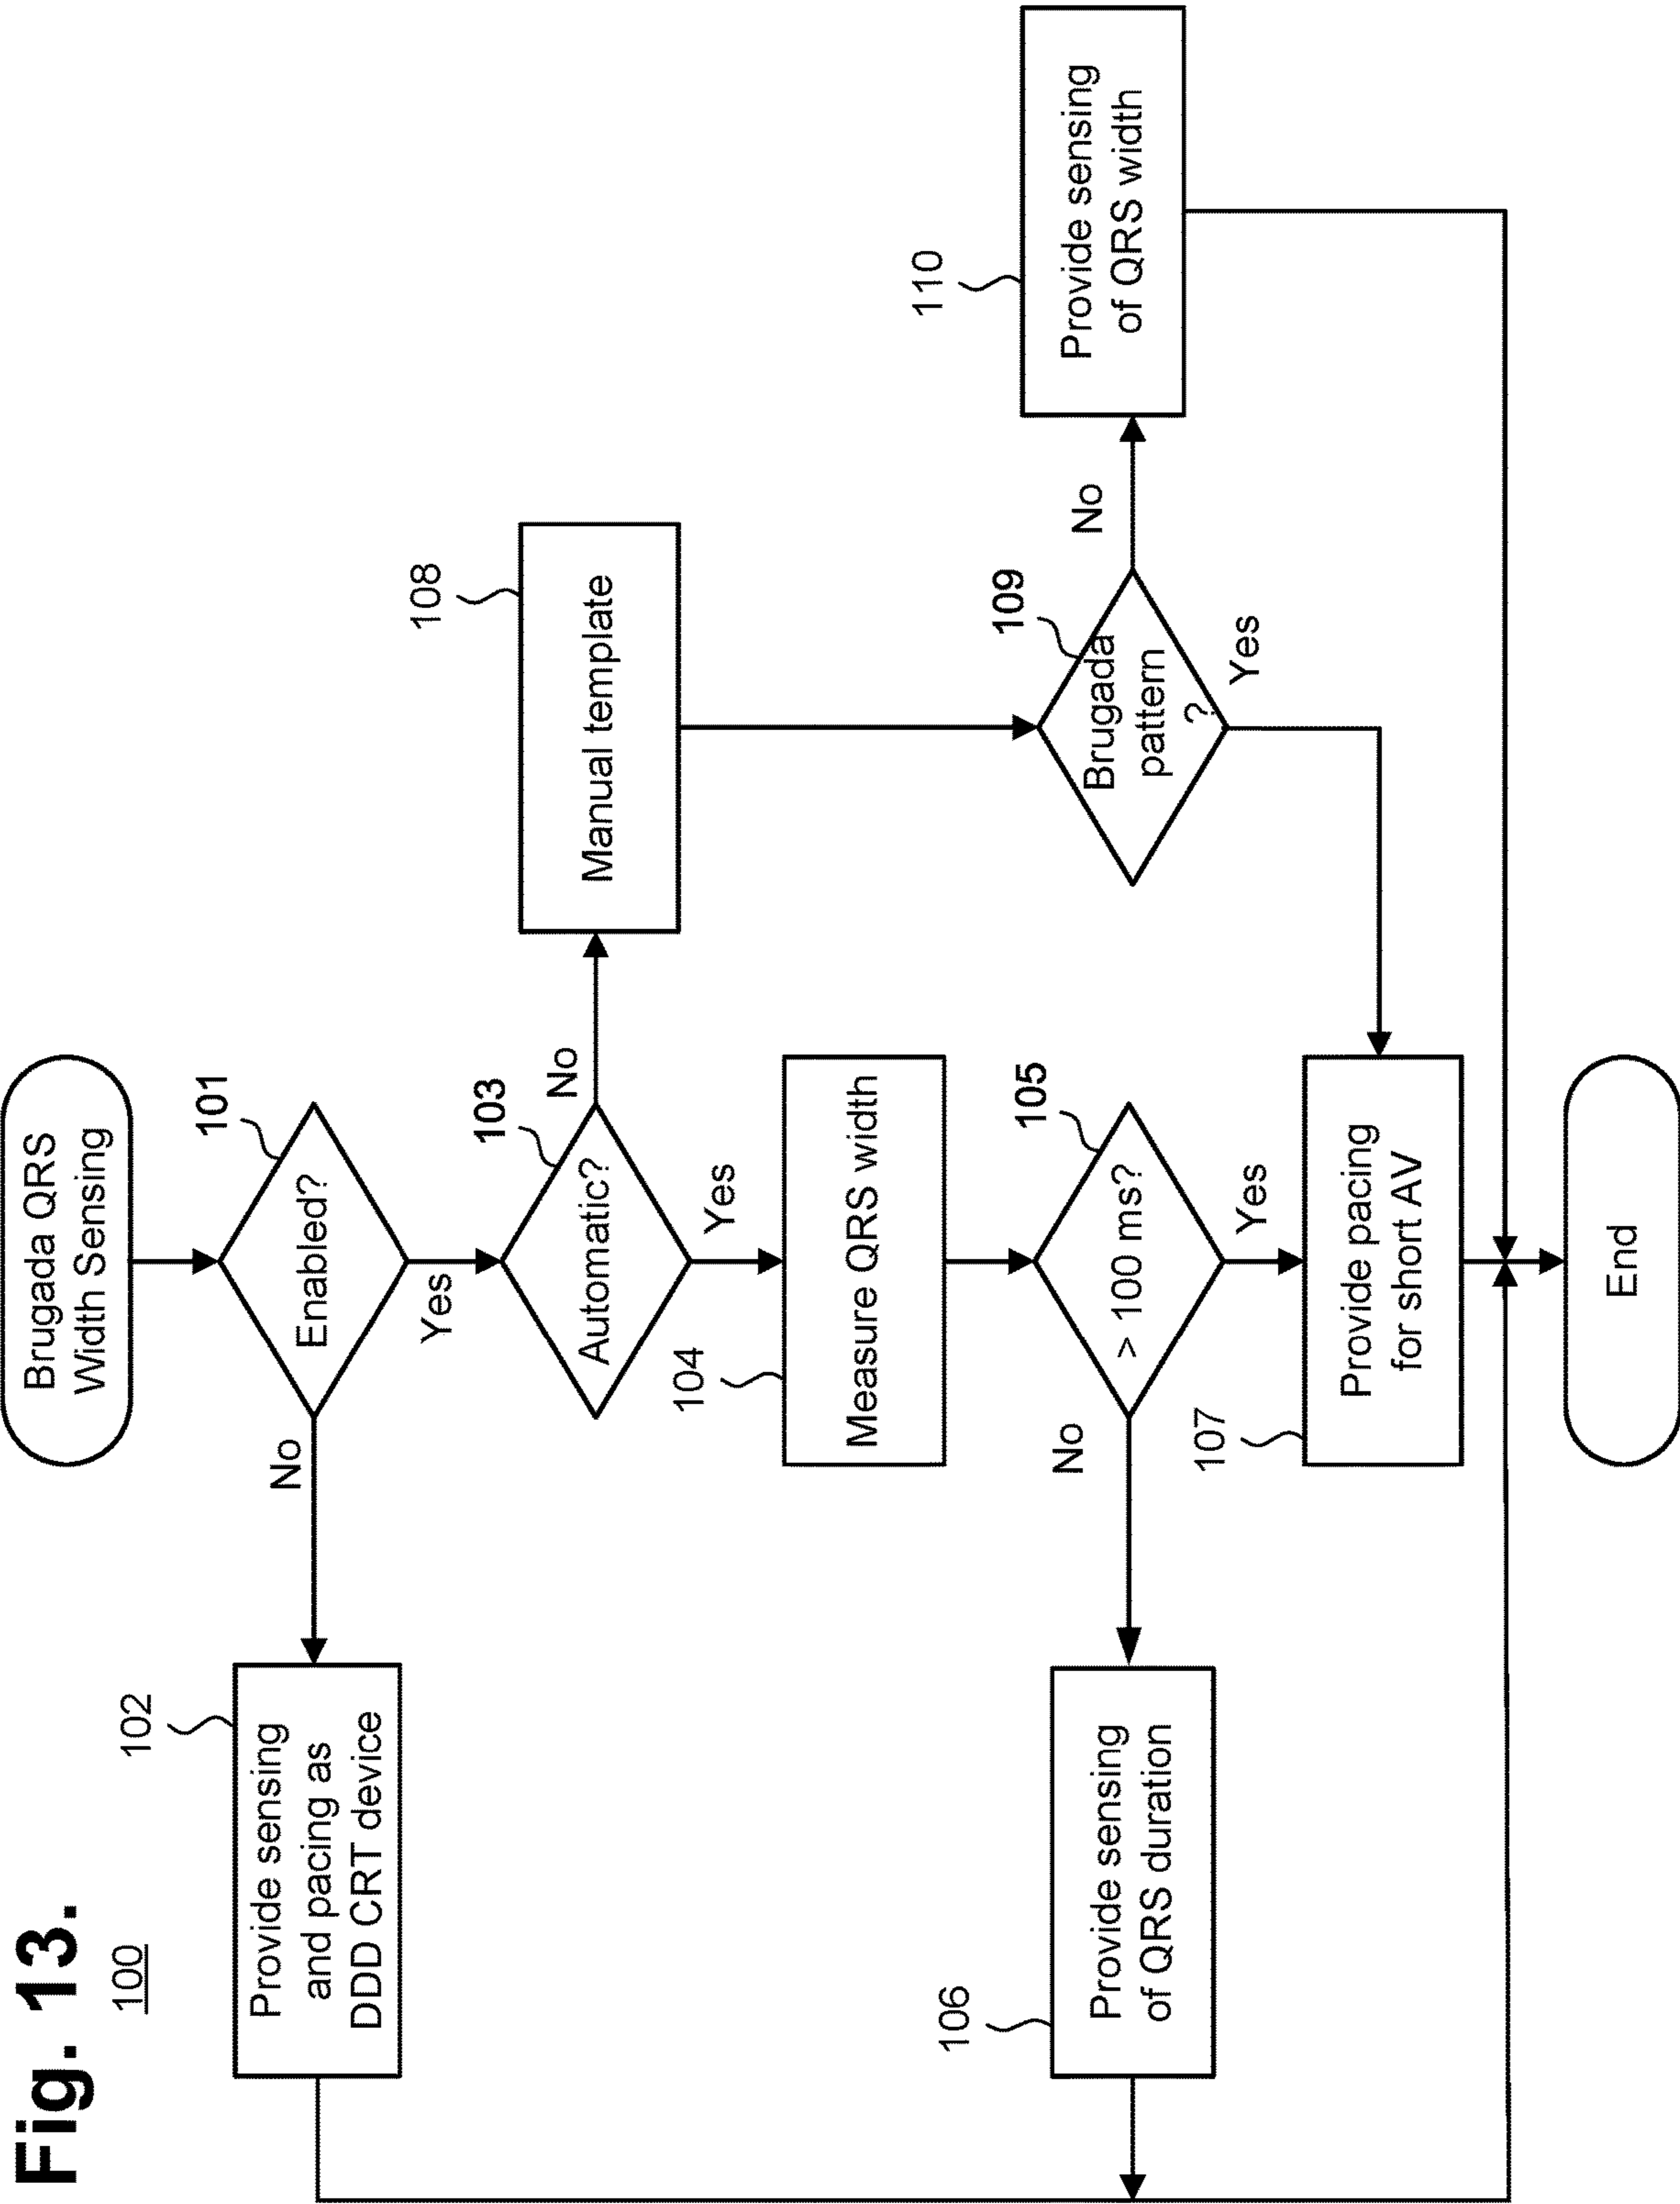 Fig. 13.
100
Brugada QRS
Width Sensing
101
Enabled?
No
Yes
102
Provide sensing
and pacing as
DDD CRT device
103
Automatic?
No
Yes
108
Manual template
104
Measure QRS width
109
Brugada
pattern
?
No
Yes
110
Provide sensing
of QRS width
105
> 100 ms?
No
Yes
106
Provide sensing
of QRS duration
107
Provide pacing
for short AV
End